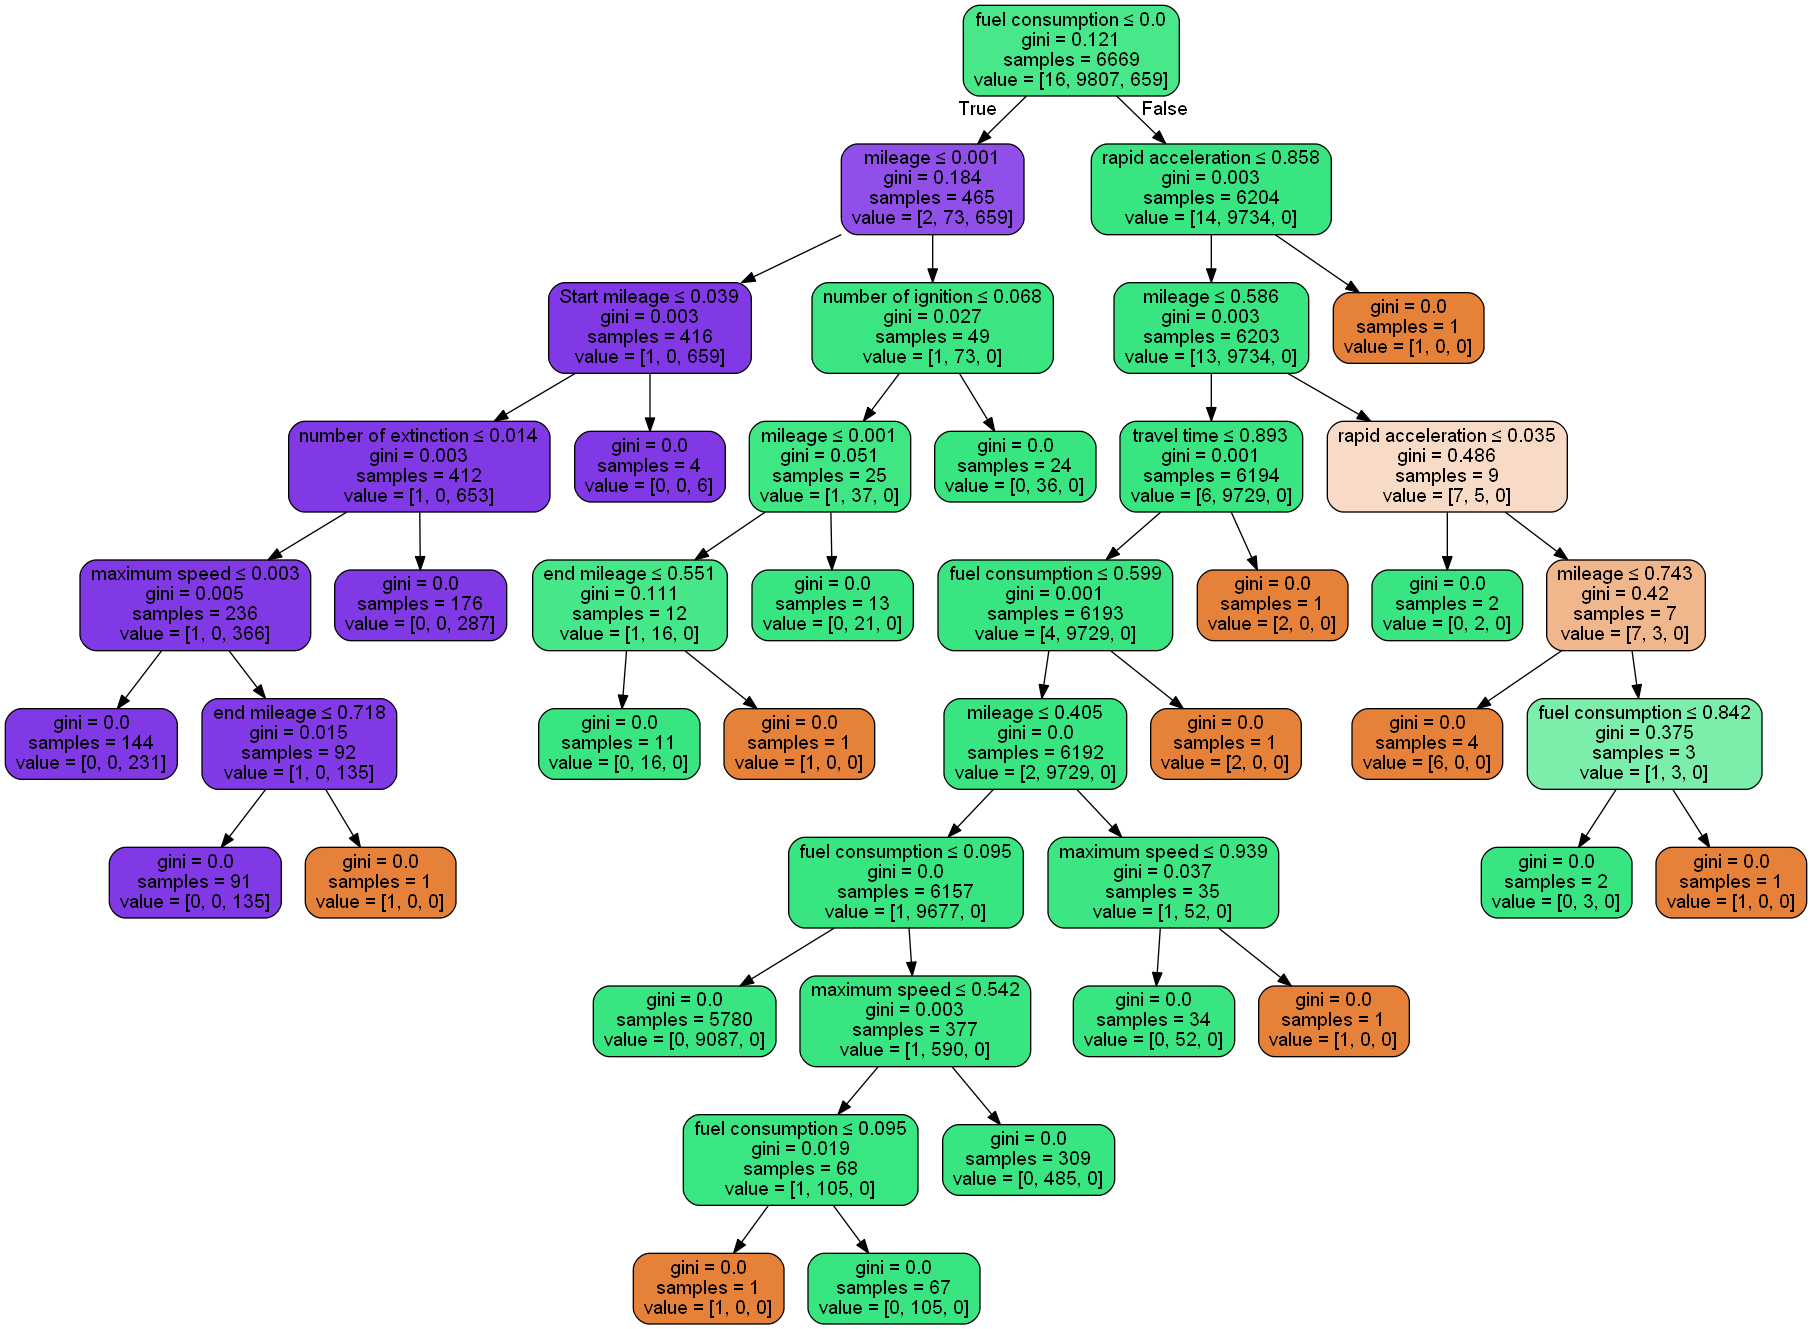 fuel consumption ≤ 0.0
gini = 0.121
samples = 6669
value = [16, 9807, 659]
True
False
mileage ≤ 0.001
gini = 0.184
samples = 465
value = [2, 73, 659]
rapid acceleration ≤ 0.858
gini = 0.003
samples = 6204
value = [14, 9734, 0]
Start mileage ≤ 0.039
gini = 0.003
samples = 416
value = [1, 0, 659]
number of ignition ≤ 0.068
gini = 0.027
samples = 49
value = [1, 73, 0]
mileage ≤ 0.586
gini = 0.003
samples = 6203
value = [13, 9734, 0]
gini = 0.0
samples = 1
value = [1, 0, 0]
number of extinction ≤ 0.014
gini = 0.003
samples = 412
value = [1, 0, 653]
gini = 0.0
samples = 4
value = [0, 0, 6]
mileage ≤ 0.001
gini = 0.051
samples = 25
value = [1, 37, 0]
gini = 0.0
samples = 24
value = [0, 36, 0]
travel time ≤ 0.893
gini = 0.001
samples = 6194
value = [6, 9729, 0]
rapid acceleration ≤ 0.035
gini = 0.486
samples = 9
value = [7, 5, 0]
maximum speed ≤ 0.003
gini = 0.005
samples = 236
value = [1, 0, 366]
gini = 0.0
samples = 176
value = [0, 0, 287]
end mileage ≤ 0.551
gini = 0.111
samples = 12
value = [1, 16, 0]
gini = 0.0
samples = 13
value = [0, 21, 0]
fuel consumption ≤ 0.599
gini = 0.001
samples = 6193
value = [4, 9729, 0]
gini = 0.0
samples = 1
value = [2, 0, 0]
gini = 0.0
samples = 2
value = [0, 2, 0]
mileage ≤ 0.743
gini = 0.42
samples = 7
value = [7, 3, 0]
gini = 0.0
samples = 144
value = [0, 0, 231]
end mileage ≤ 0.718
gini = 0.015
samples = 92
value = [1, 0, 135]
gini = 0.0
samples = 11
value = [0, 16, 0]
gini = 0.0
samples = 1
value = [1, 0, 0]
mileage ≤ 0.405
gini = 0.0
samples = 6192
value = [2, 9729, 0]
gini = 0.0
samples = 1
value = [2, 0, 0]
gini = 0.0
samples = 4
value = [6, 0, 0]
fuel consumption ≤ 0.842
gini = 0.375
samples = 3
value = [1, 3, 0]
gini = 0.0
samples = 91
value = [0, 0, 135]
gini = 0.0
samples = 1
value = [1, 0, 0]
fuel consumption ≤ 0.095
gini = 0.0
samples = 6157
value = [1, 9677, 0]
maximum speed ≤ 0.939
gini = 0.037
samples = 35
value = [1, 52, 0]
gini = 0.0
samples = 2
value = [0, 3, 0]
gini = 0.0
samples = 1
value = [1, 0, 0]
gini = 0.0
samples = 5780
value = [0, 9087, 0]
maximum speed ≤ 0.542
gini = 0.003
samples = 377
value = [1, 590, 0]
gini = 0.0
samples = 34
value = [0, 52, 0]
gini = 0.0
samples = 1
value = [1, 0, 0]
fuel consumption ≤ 0.095
gini = 0.019
samples = 68
value = [1, 105, 0]
gini = 0.0
samples = 309
value = [0, 485, 0]
gini = 0.0
samples = 1
value = [1, 0, 0]
gini = 0.0
samples = 67
value = [0, 105, 0]